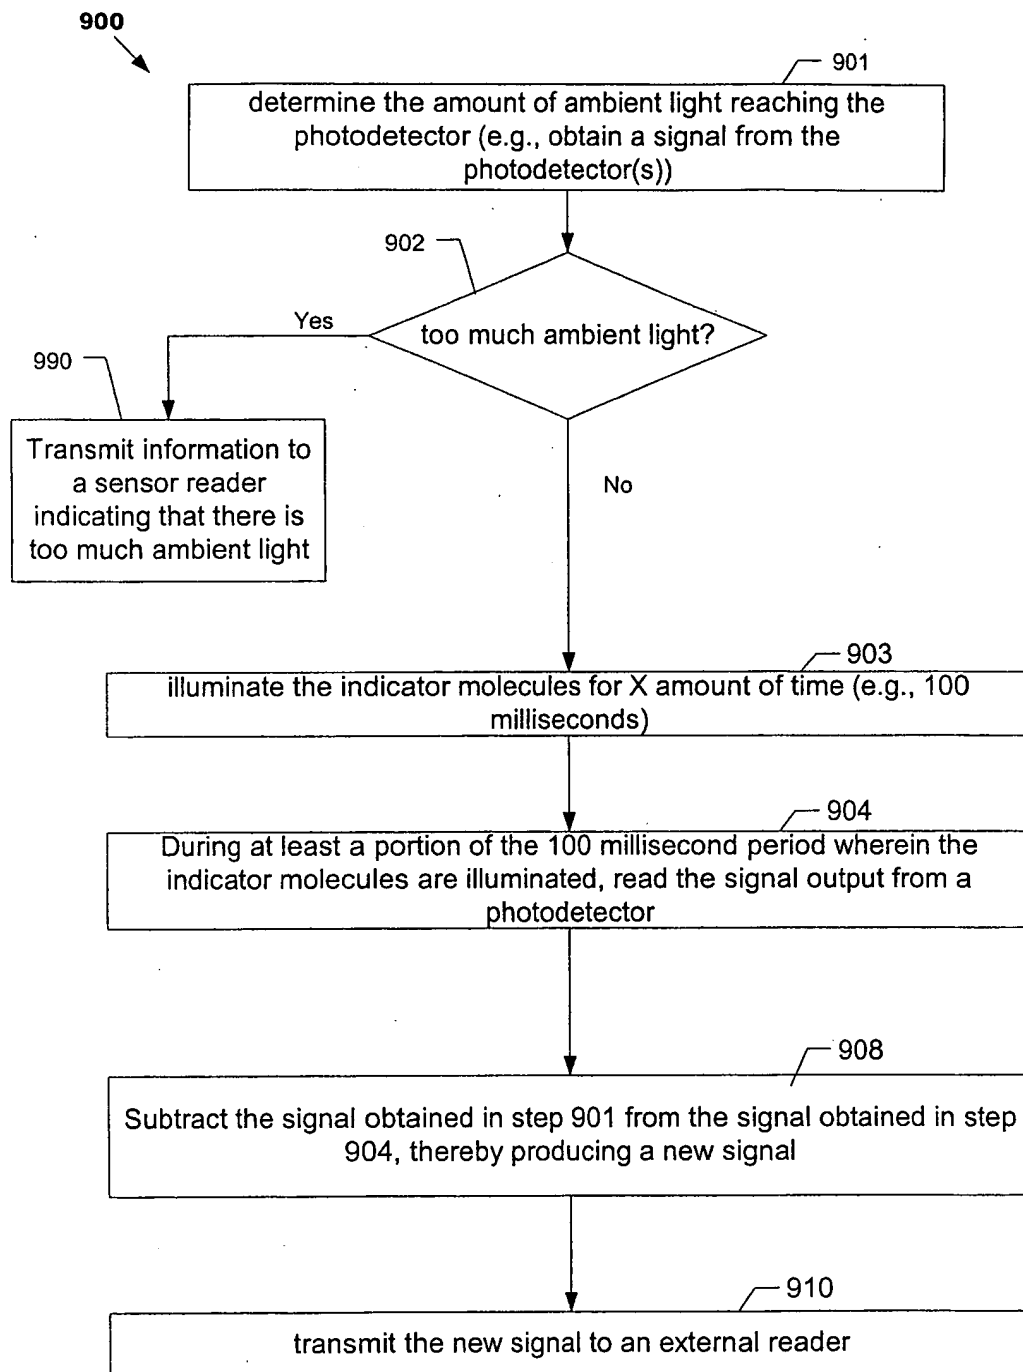 900
901
determine the amount of ambient light reaching the
photodetector (e.g., obtain a signal from the
photodetector(s))
902
too much ambient light?
Yes
990
Transmit information to
a sensor reader
indicating that there is
too much ambient light
No
903
illuminate the indicator molecules for X amount of time (e.g., 100
milliseconds)
904
During at least a portion of the 100 millisecond period wherein the
indicator molecules are illuminated, read the signal output from a
photodetector
908
Subtract the signal obtained in step 901 from the signal obtained in step
904, thereby producing a new signal
910
transmit the new signal to an external reader